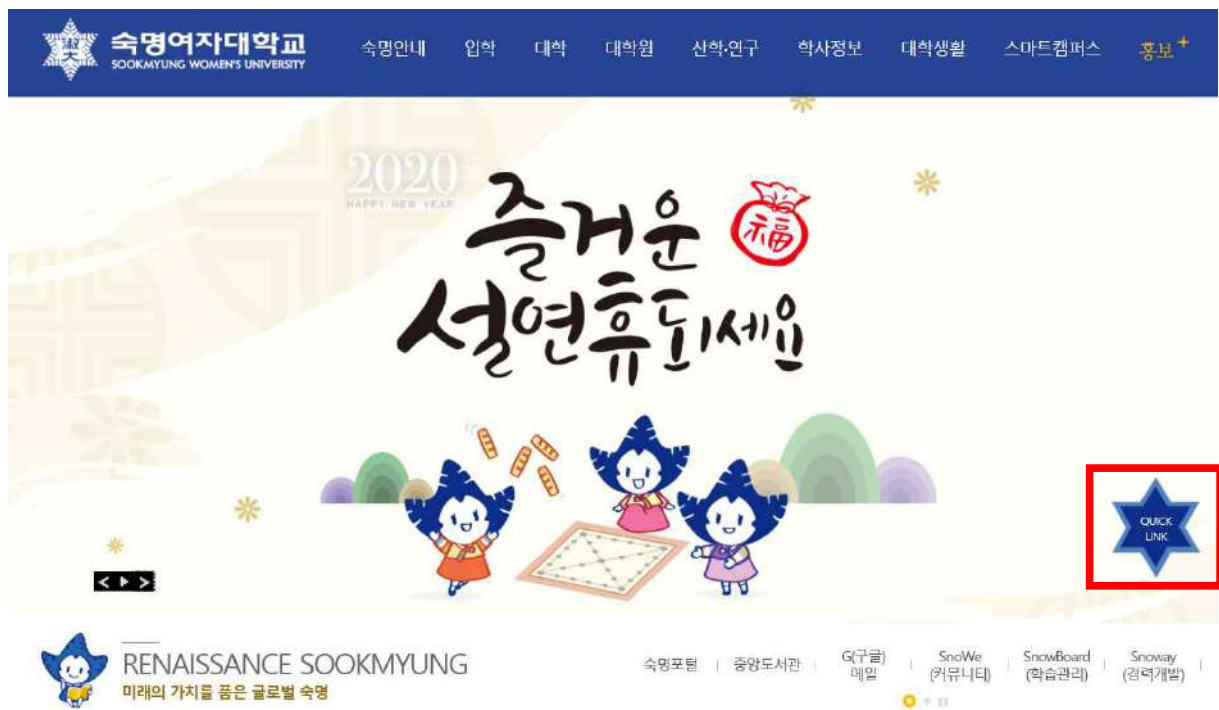 숙명여자대학교
SOOKMYUNG WOMEN'S UNIVERSITY
숙명안내 입학 대학 대학원 산학·연구 학사정보 대학생활 스마트캠퍼스 홍보+
2020
HAPPY NEW YEAR
즐거운 福
설연휴되세요
QUICK
LINK
< >
RENAISSANCE SOOKMYUNG
미래의 가치를 품은 글로벌 숙명
숙명포털 | 중앙도서관 | G(구글) 메일 | SnoWe (커뮤니티) | SnowBoard (학습관리) | Snoway (경력개발)